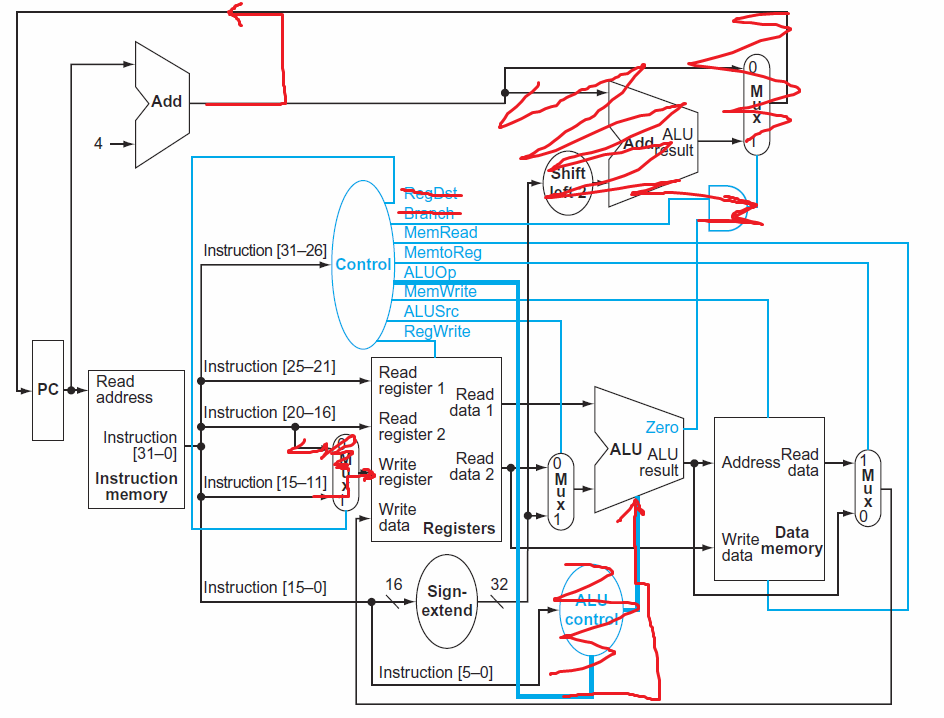 Add
4
0
M
u
x
1
Add
ALU
result
Shift
left 2
RegDst
Branch
MemRead
MemtoReg
ALUOp
MemWrite
ALUSrc
RegWrite
Instruction [31–26]
Control
PC
Read
address
Instruction
[31–0]
Instruction
memory
Instruction [25–21]
Instruction [20–16]
Instruction [15–11]
Instruction [15–0]
Instruction [5–0]
0
M
u
x
1
Read
register 1
Read
register 2
Write
register
Write
data
Read
data 1
Read
data 2
Registers
16
Sign-
extend
32
0
M
u
x
1
Zero
ALU
ALU
result
ALU
control
Address
Read
data
Write
data
Data
memory
1
M
u
x
0